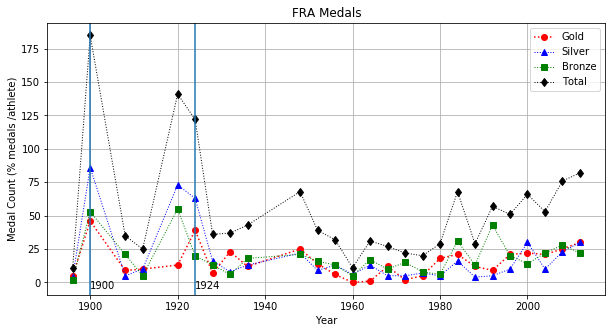 FRA Medals
Medal Count (% medals /athlete)
175
150
125
100
75
50
25
0
Gold
Silver
Bronze
Total
1900
1924
1900
1920
1940
1960
1980
2000
Year